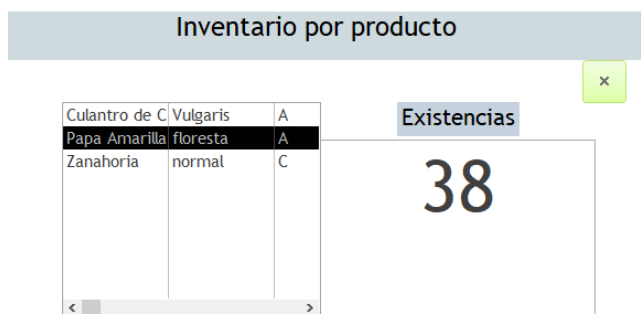 Inventario por producto
×
Culantro de C Vulgaris A
Papa Amarilla floresta A
Zanahoria normal C
Existencias
38